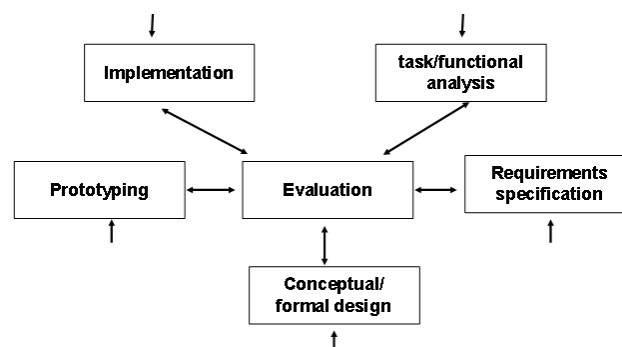 Implementation
task/functional
analysis
Prototyping
Evaluation
Requirements
specification
Conceptual/
formal design